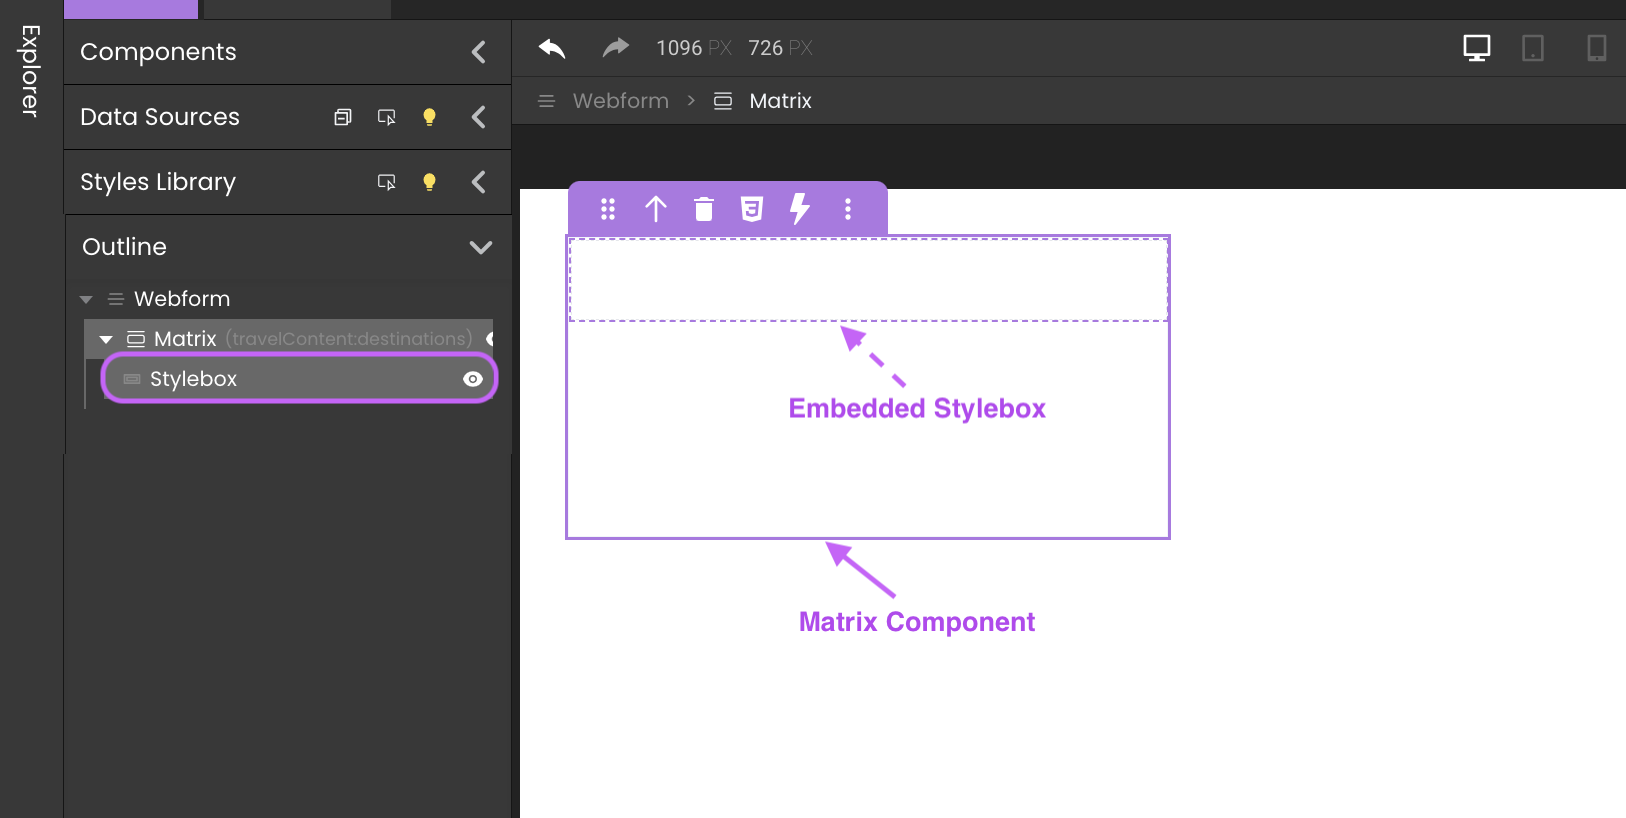 Explorer
Components
Data Sources
Styles Library
Outline
Webform
Matrix (travelContent:destinations)
Stylebox
1096 PX 726 PX
Webform > Matrix
3
Embedded Stylebox
Matrix Component